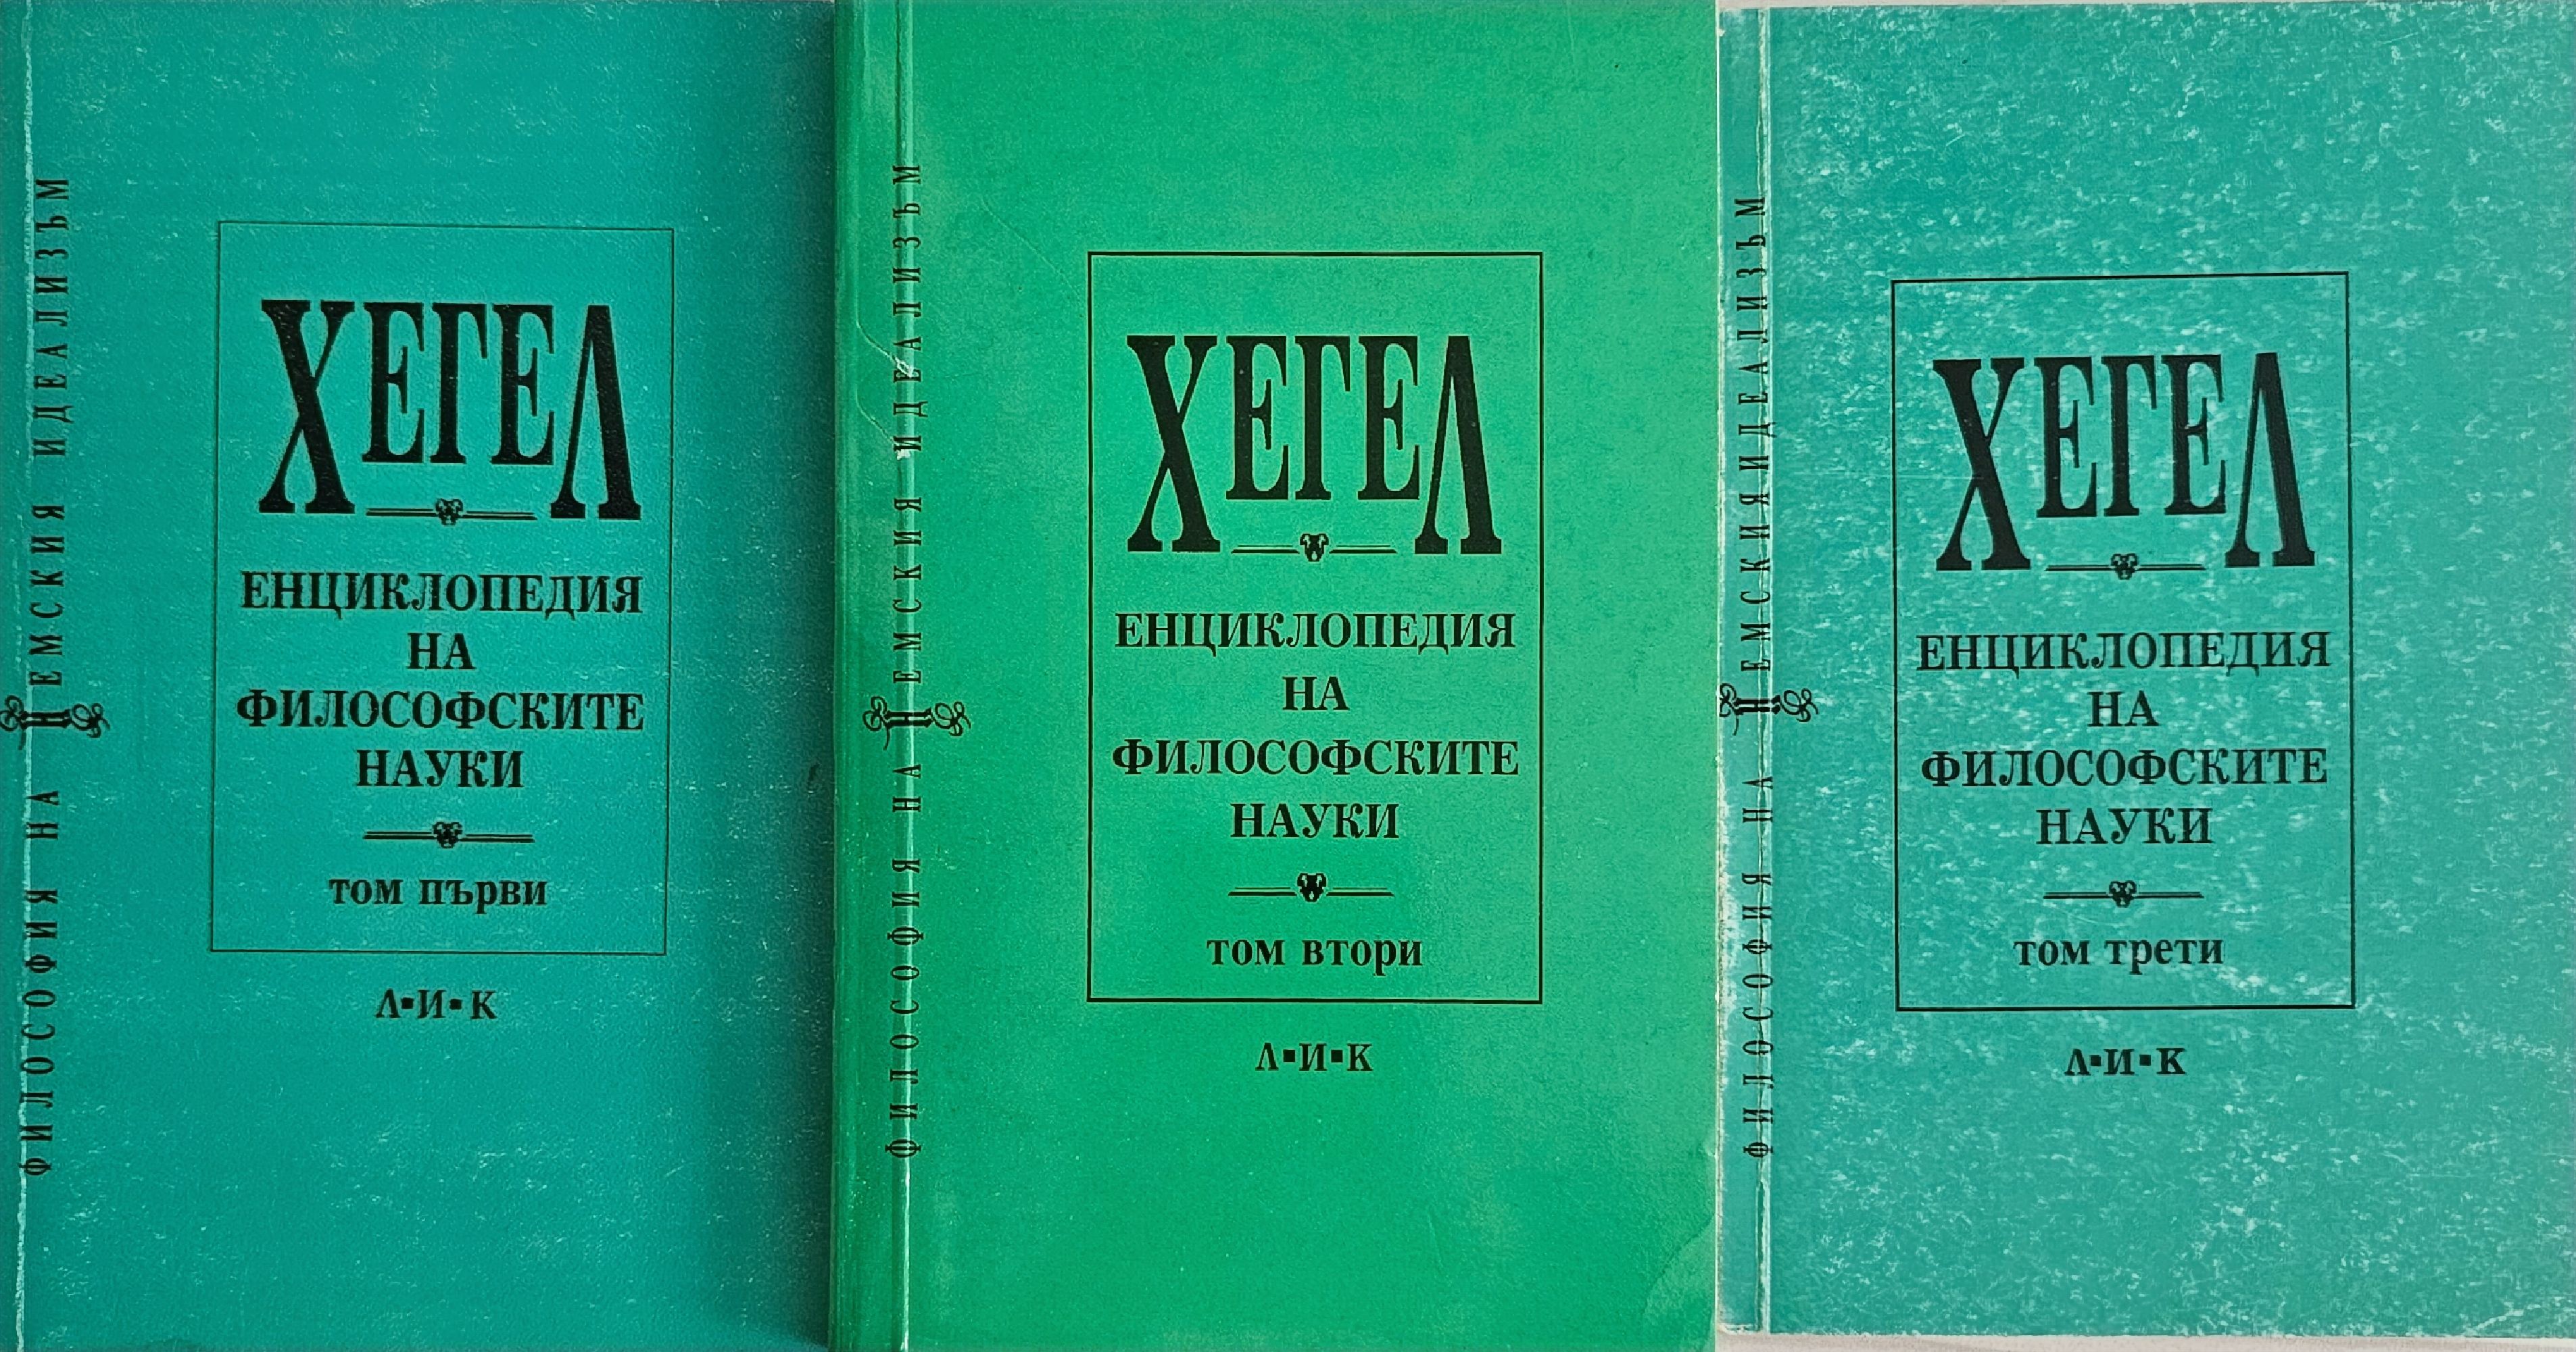 ФИЛОСОФИЯ НА НЕМСКИЯ ИДЕАЛИЗЪМ
ХЕГЕЛ
ЕНЦИКЛОПЕДИЯ
НА
ФИЛОСОФСКИТЕ
НАУКИ
том първи
Л▪И▪К
ФИЛОСОФИЯ НА НЕМСКИЯ ИДЕАЛИЗЪМ
ХЕГЕЛ
ЕНЦИКЛОПЕДИЯ
НА
ФИЛОСОФСКИТЕ
НАУКИ
том втори
Л▪И▪К
ФИЛОСОФИЯ НА НЕМСКИЯ ИДЕАЛИЗЪМ
ХЕГЕЛ
ЕНЦИКЛОПЕДИЯ
НА
ФИЛОСОФСКИТЕ
НАУКИ
том трети
Л▪И▪К